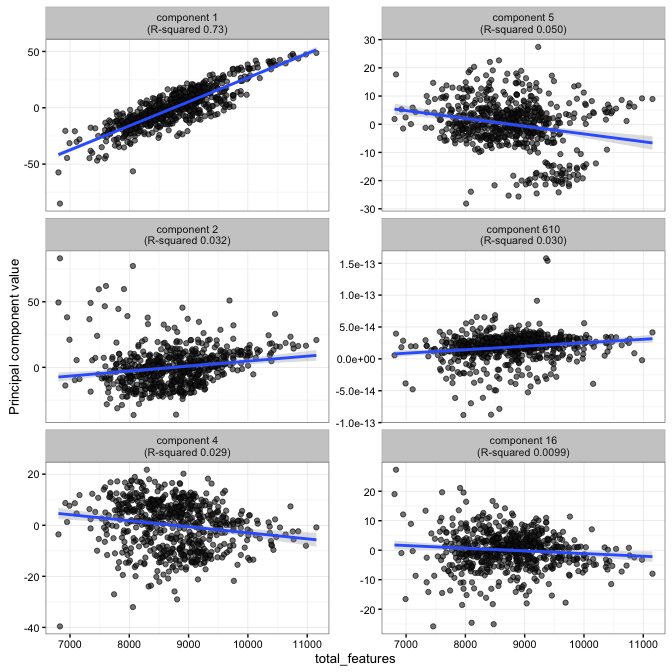 component 1
(R-squared 0.73)
component 5
(R-squared 0.050)
50
0
-50
30
20
10
0
-10
-20
-30
component 2
(R-squared 0.032)
component 610
(R-squared 0.030)
50
0
1.5e-13
1.0e-13
5.0e-14
0.0e+00
-5.0e-14
-1.0e-13
component 4
(R-squared 0.029)
component 16
(R-squared 0.0099)
20
0
-20
-40
20
10
0
-10
-20
7000 8000 9000 10000 11000
7000 8000 9000 10000 11000
total_features
Principal component value